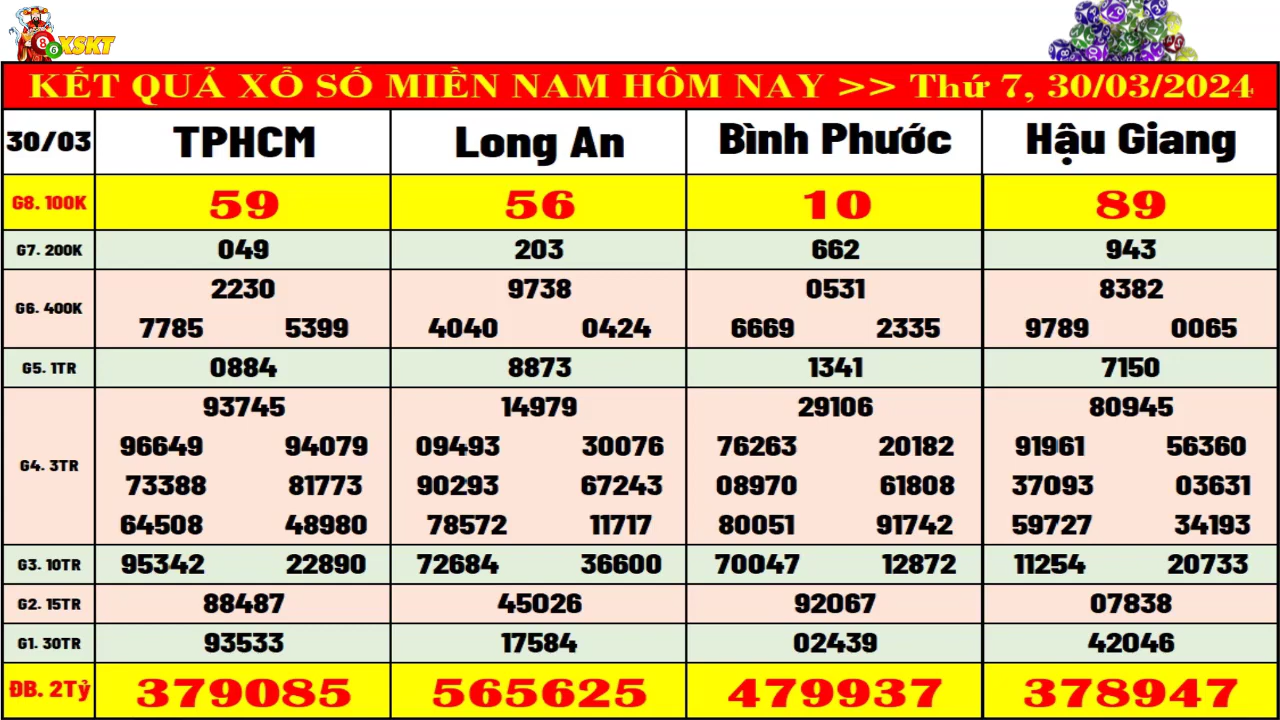 XSKT
KẾT QUẢ XỔ SỐ MIỀN NAM HÔM NAY >> Thứ 7, 30/03/2024
30/03 TPHCM Long An Bình Phước Hậu Giang
G8. 100K 59 56 10 89
G7. 200K 049 203 662 943
2230 9738 0531 8382
G6. 400K
7785 5399 4040 0424 6669 2335 9789 0065
G5. 1TR 0884 8873 1341 7150
93745 14979 29106 80945
96649 94079 09493 30076 76263 20182 91961 56360
G4. 3TR
73388 81773 90293 67243 08970 61808 37093 03631
64508 48980 78572 11717 80051 91742 59727 34193
G3. 10TR 95342 22890 72684 36600 70047 12872 11254 20733
G2. 15TR 88487 45026 92067 07838
G1. 30TR 93533 17584 02439 42046
ĐB. 2Tỷ 379085 565625 479937 378947